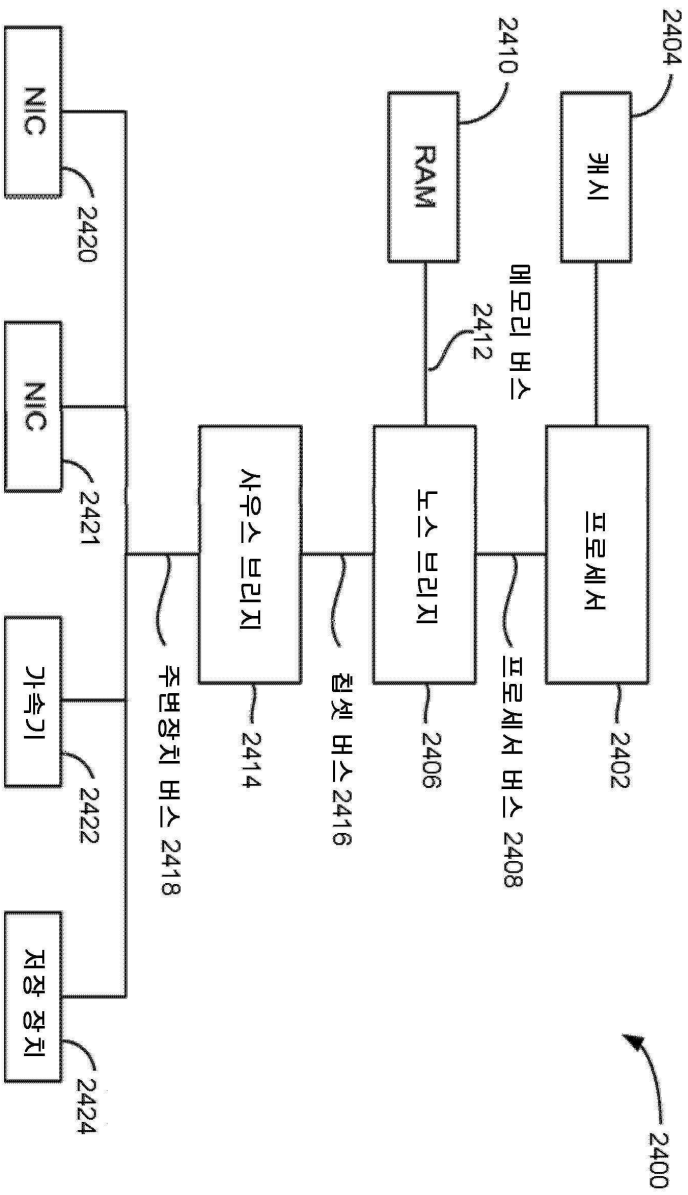 2400
2404
캐시
프로세서
2402
프로세서 버스 2408
2410
메모리 버스
2412
RAM
노스 브리지
2406
칩셋 버스 2416
사우스 브리지
2414
주변장치 버스 2418
2420
2421
2422
2424
NIC
NIC
가속기
저장 장치